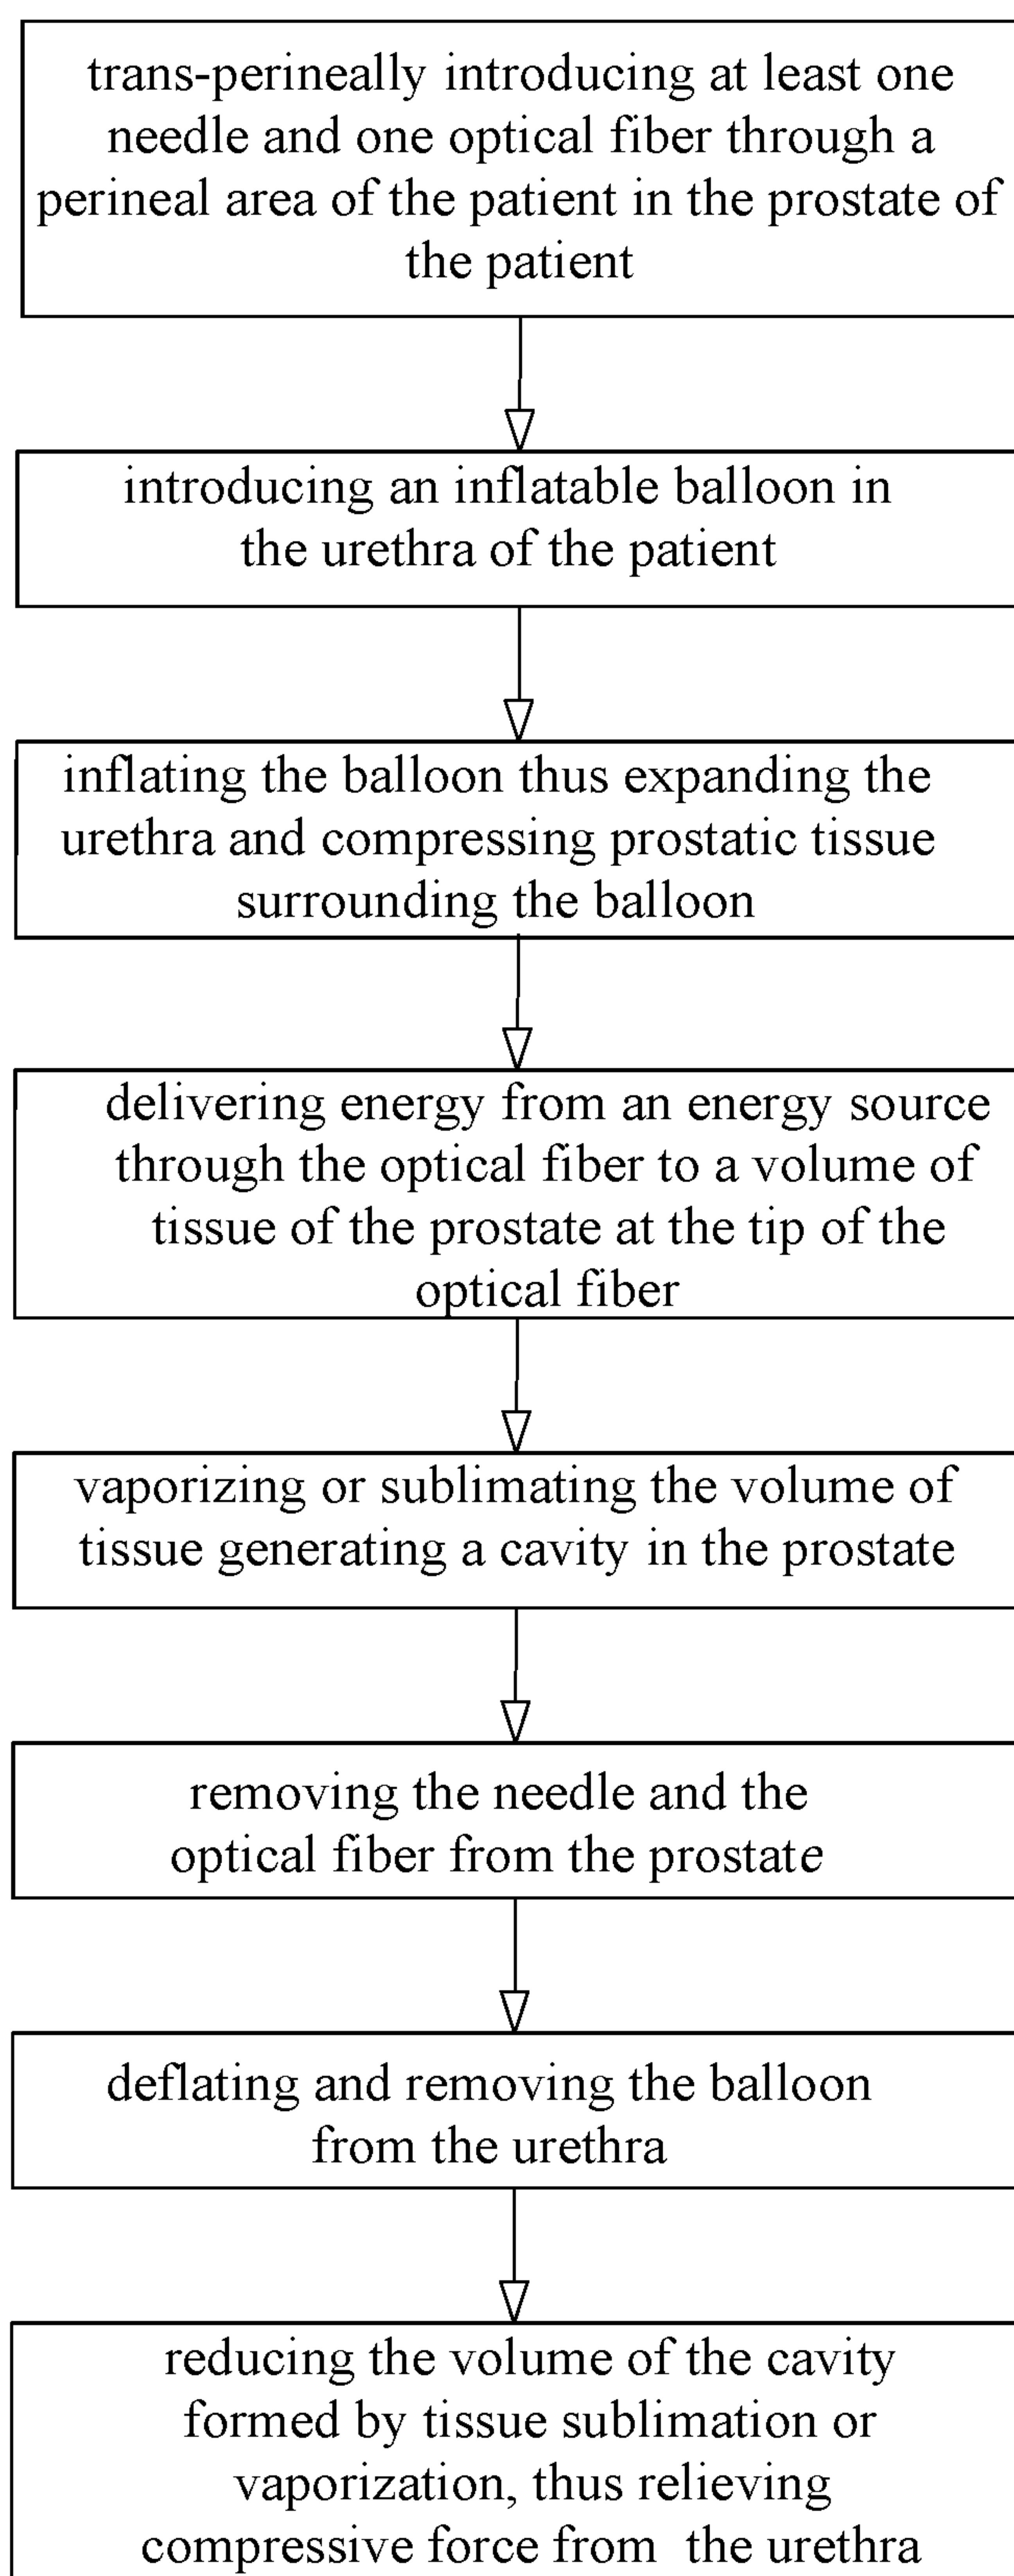 trans-perineally introducing at least one
needle and one optical fiber through a
perineal area of the patient in the prostate of
the patient
introducing an inflatable balloon in
the urethra of the patient
inflating the balloon thus expanding the
urethra and compressing prostatic tissue
surrounding the balloon
delivering energy from an energy source
through the optical fiber to a volume of
tissue of the prostate at the tip of the
optical fiber
vaporizing or sublimating the volume of
tissue generating a cavity in the prostate
removing the needle and the
optical fiber from the prostate
deflating and removing the balloon
from the urethra
reducing the volume of the cavity
formed by tissue sublimation or
vaporization, thus relieving
compressive force from the urethra